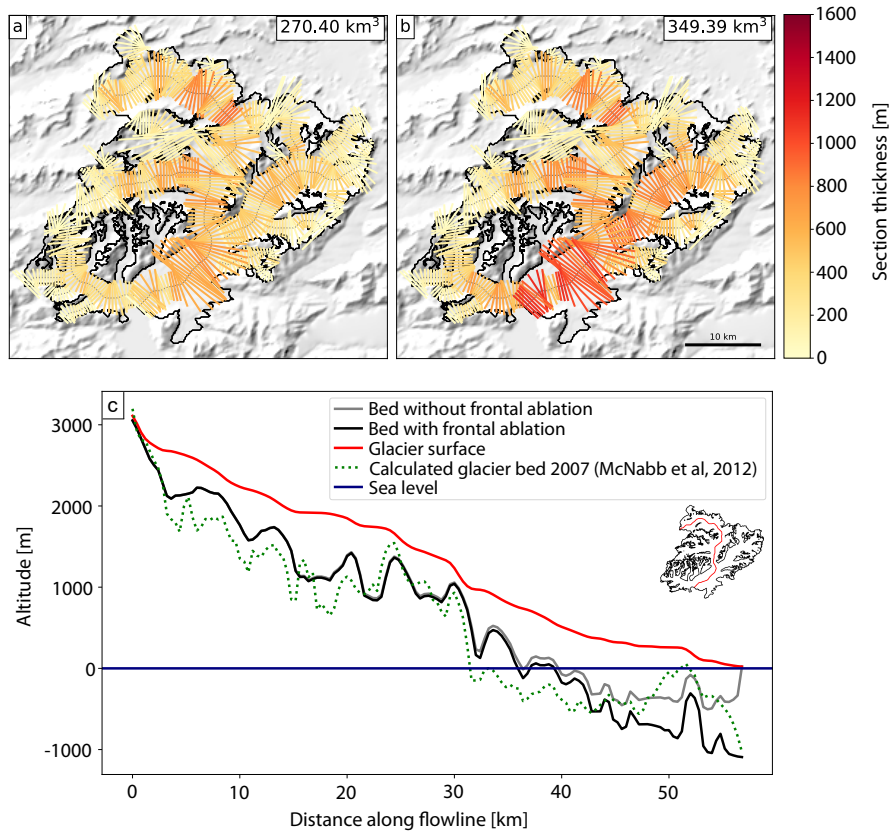 a
270.40 km³
b
349.39 km³
10 km
1600
1400
1200
1000
800
600
400
200
0
Section thickness [m]
c
Bed without frontal ablation
Bed with frontal ablation
Glacier surface
Calculated glacier bed 2007 (McNabb et al, 2012)
Sea level
3000
2000
1000
0
-1000
Altitude [m]
0 10 20 30 40 50
Distance along flowline [km]